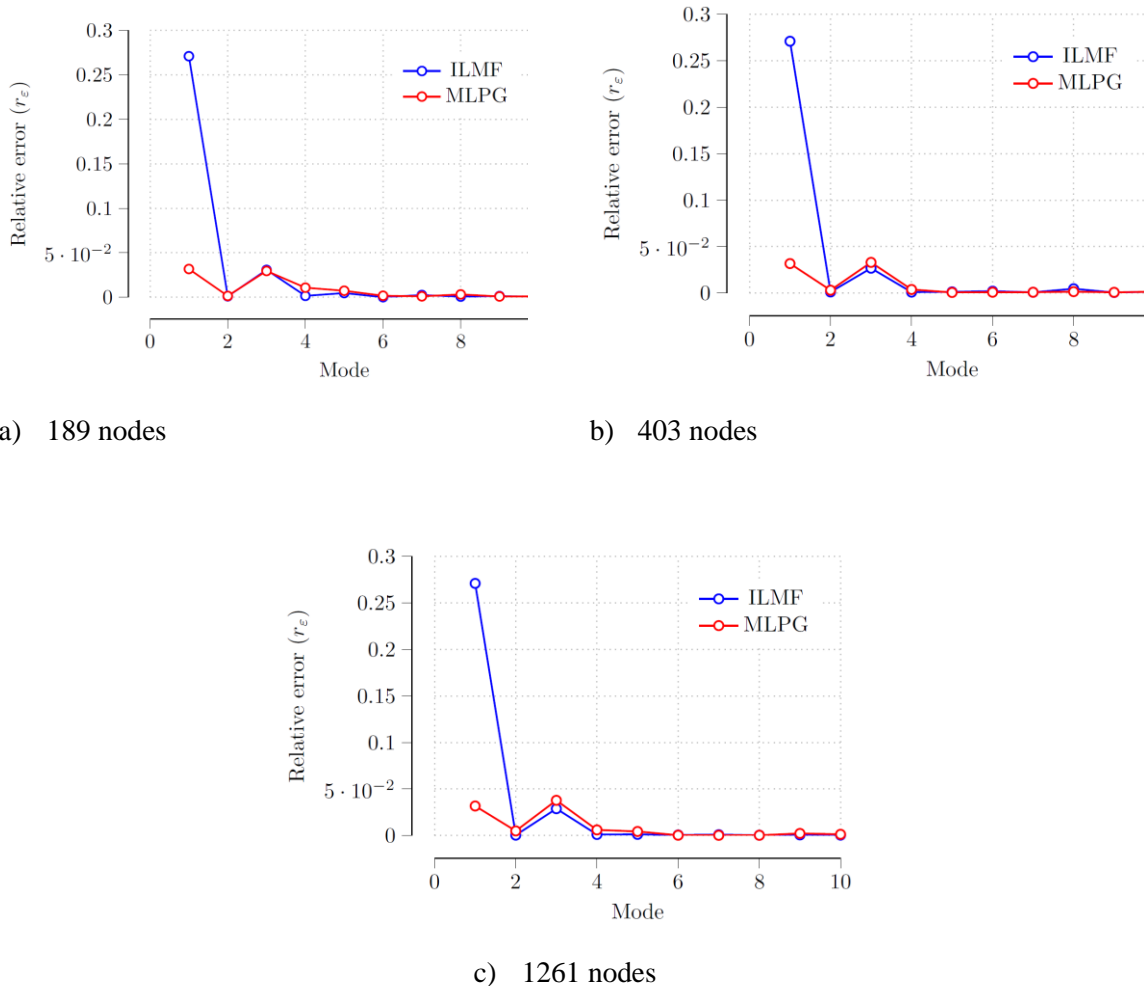 0.3
0.25
0.2
0.15
0.1
5 · 10⁻²
0
Relative error (rε)
ILMF
MLPG
0 2 4 6 8
Mode
a) 189 nodes
0.3
0.25
0.2
0.15
0.1
5 · 10⁻²
0
Relative error (rε)
ILMF
MLPG
0 2 4 6 8
Mode
b) 403 nodes
0.3
0.25
0.2
0.15
0.1
5 · 10⁻²
0
Relative error (rε)
ILMF
MLPG
0 2 4 6 8 10
Mode
c) 1261 nodes